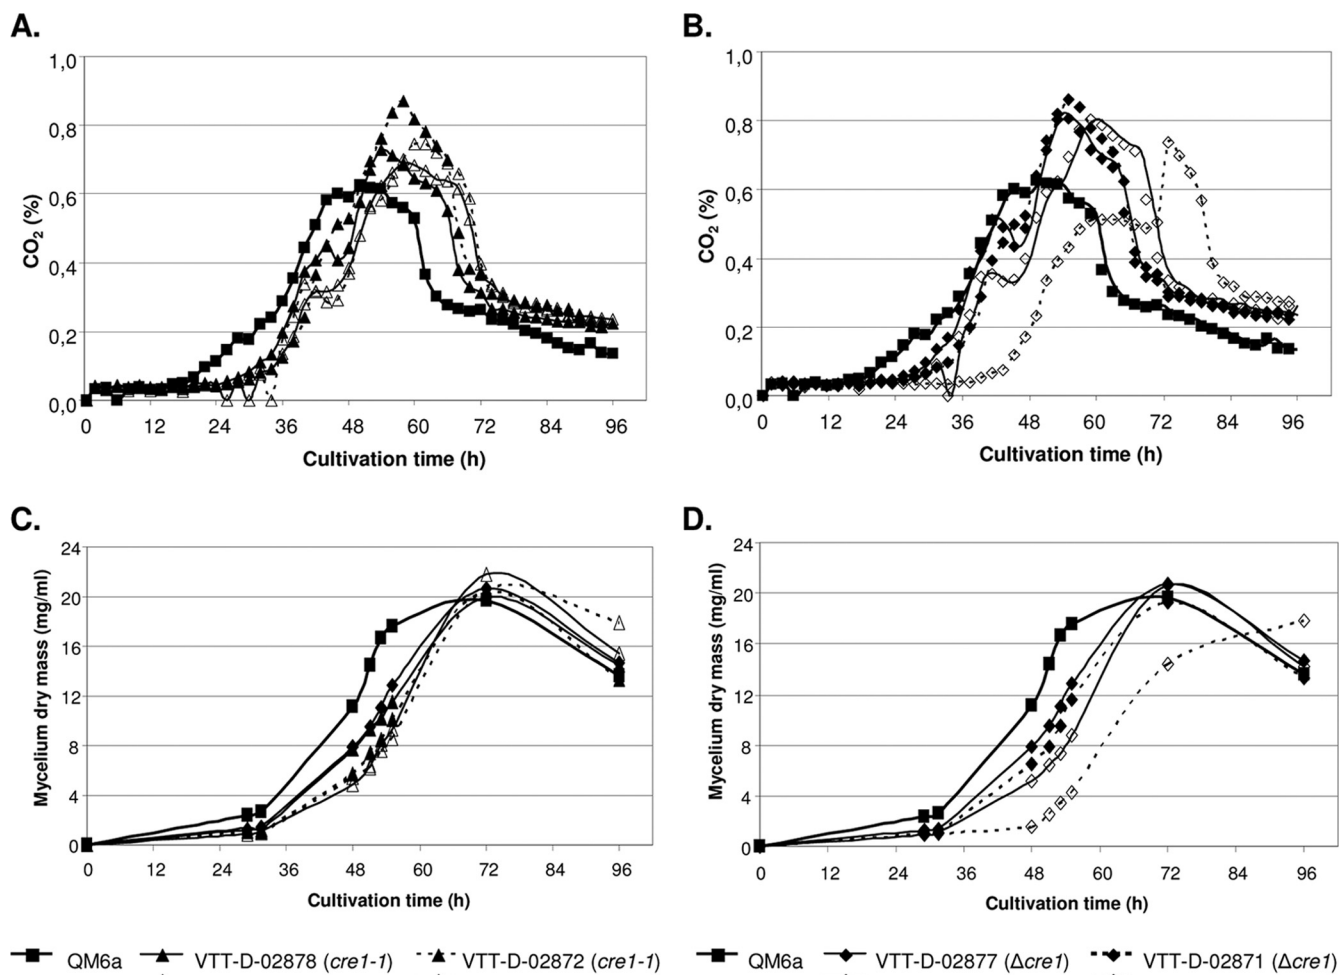 A.
1,0
0,8
0,6
0,4
0,2
0,0
CO2 (%)
0 12 24 36 48 60 72 84 96
Cultivation time (h)
B.
1,0
0,8
0,6
0,4
0,2
0,0
CO2 (%)
0 12 24 36 48 60 72 84 96
Cultivation time (h)
C.
24
20
16
12
8
4
0
Mycelium dry mass (mg/ml)
0 12 24 36 48 60 72 84 96
Cultivation time (h)
D.
24
20
16
12
8
4
0
Mycelium dry mass (mg/ml)
0 12 24 36 48 60 72 84 96
Cultivation time (h)
QM6a VTT-D-02878 (cre1-1) VTT-D-02872 (cre1-1)
QM6a VTT-D-02877 (Δcre1) VTT-D-02871 (Δcre1)